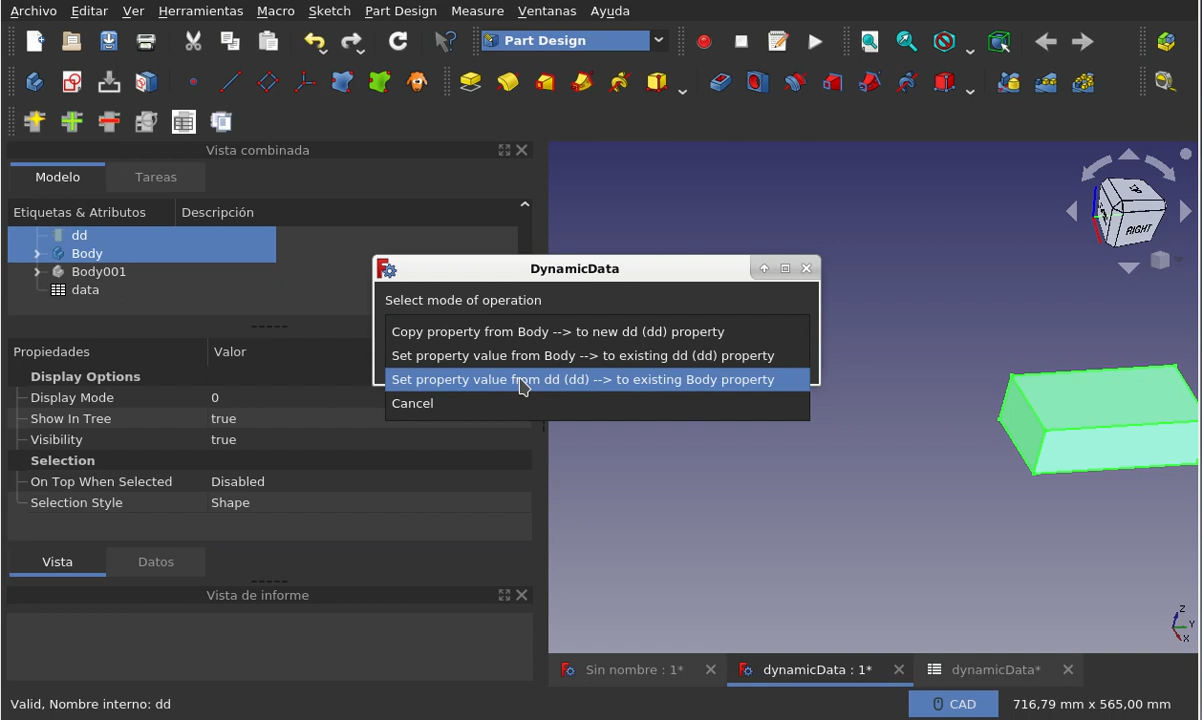 Archivo Editar Ver Herramientas Macro Sketch Part Design Measure Ventanas Ayuda
Part Design
Vista combinada
Modelo Tareas
Etiquetas & Atributos Descripción
dd
Body
Body001
data
DynamicData
Select mode of operation
Copy property from Body --> to new dd (dd) property
Set property value from Body --> to existing dd (dd) property
Set property value from dd (dd) --> to existing Body property
Cancel
Propiedades Valor
Display Options
Display Mode 0
Show In Tree true
Visibility true
Selection
On Top When Selected Disabled
Selection Style Shape
Vista Datos
Vista de informe
RIGHT
Z
Y
X
Sin nombre : 1* dynamicData : 1* dynamicData*
Valid, Nombre interno: dd
CAD 716,79 mm x 565,00 mm